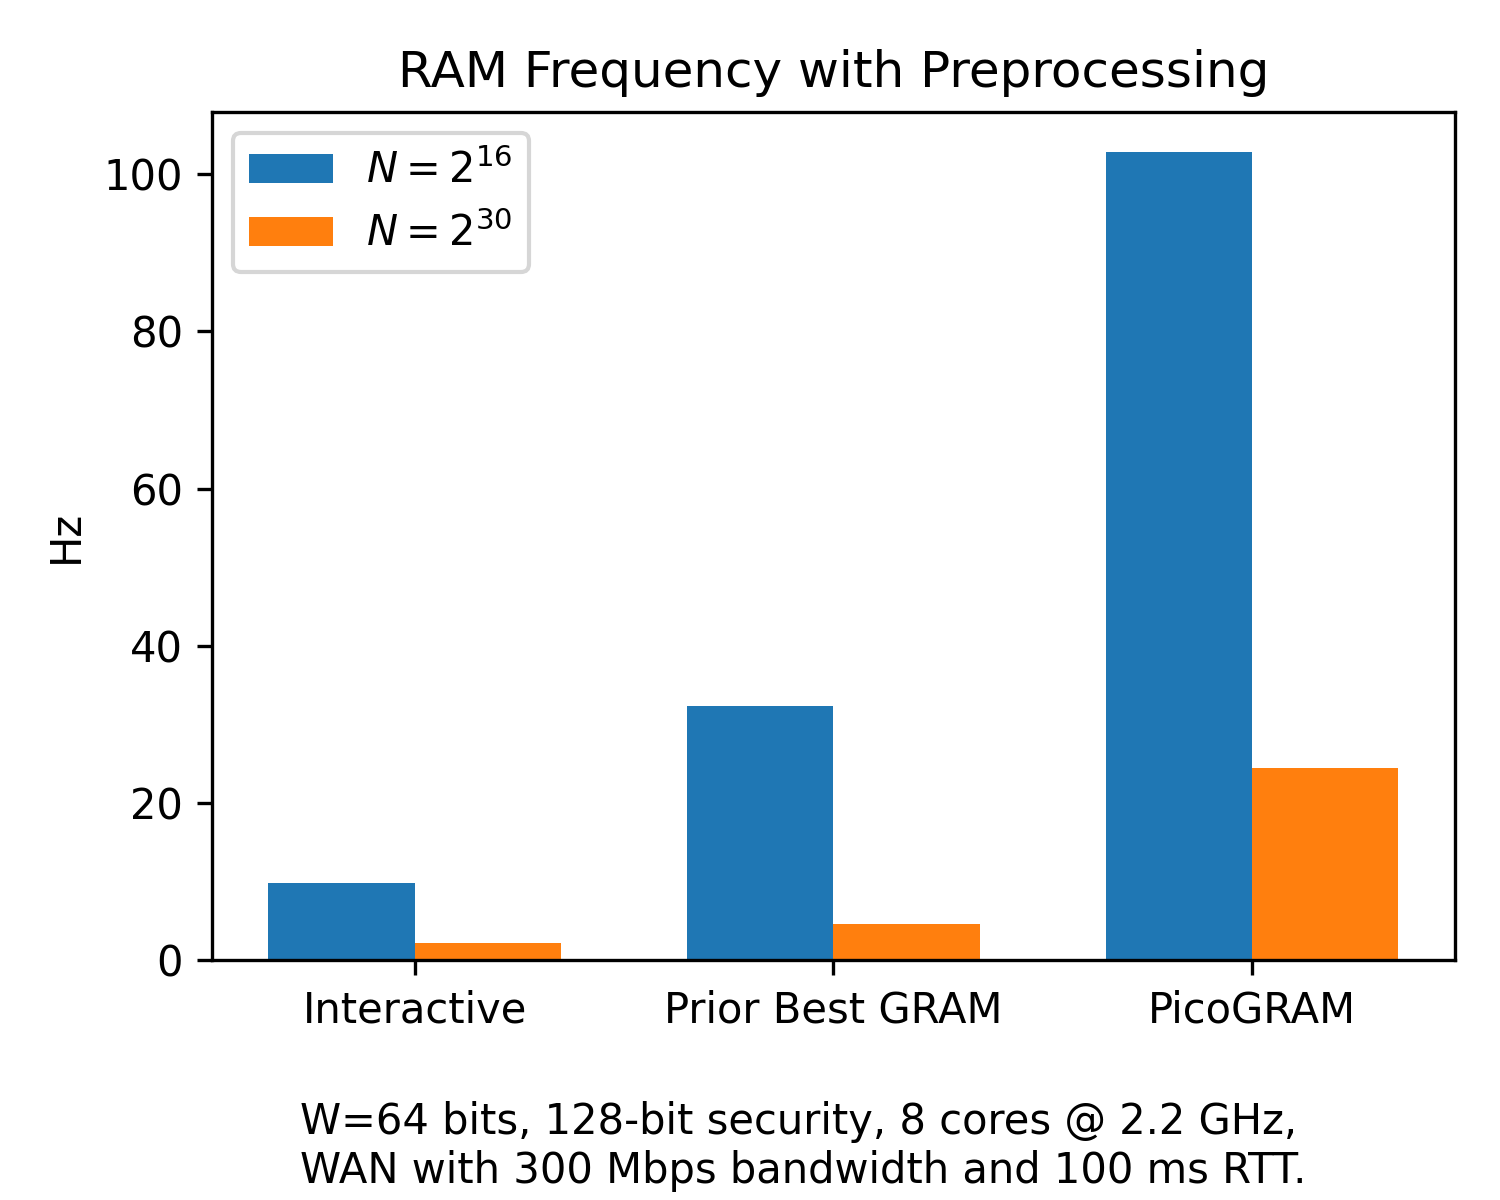 RAM Frequency with Preprocessing
N = 2^16
N = 2^30
100
80
60
40
20
0
Hz
Interactive Prior Best GRAM PicoGRAM
W=64 bits, 128-bit security, 8 cores @ 2.2 GHz,
WAN with 300 Mbps bandwidth and 100 ms RTT.